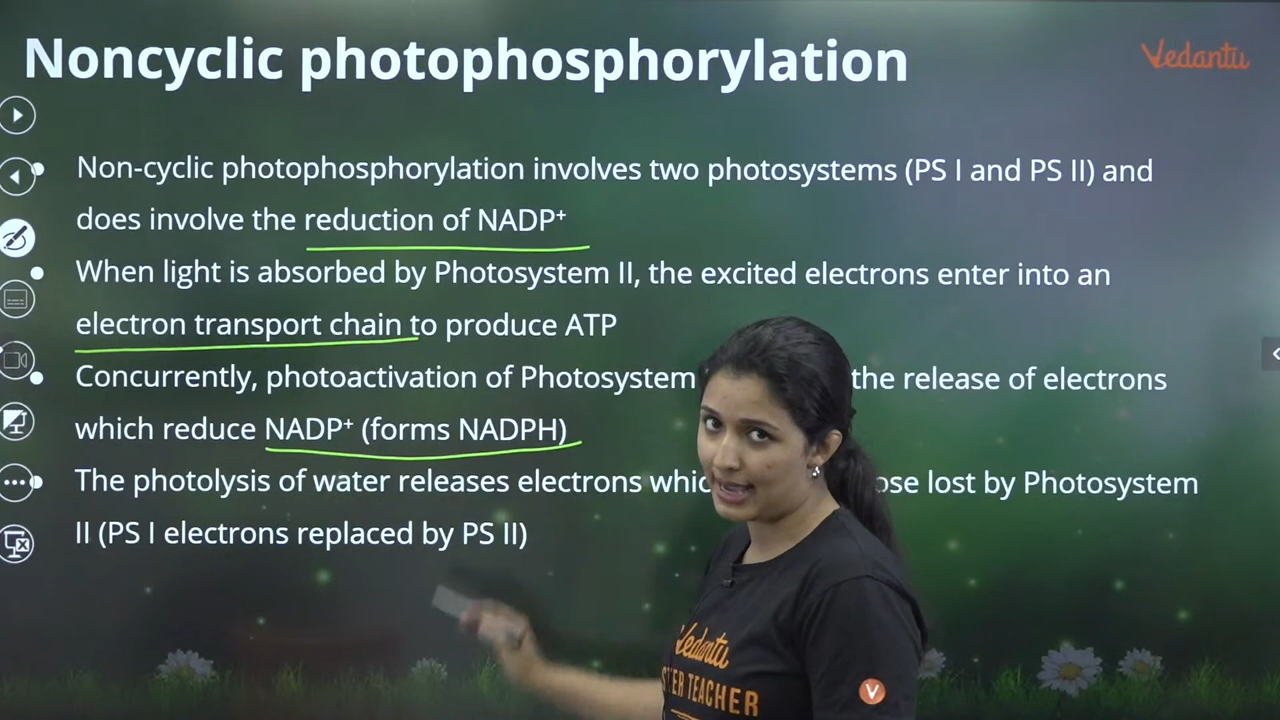 Noncyclic photophosphorylation
Vedantu
Non-cyclic photophosphorylation involves two photosystems (PS I and PS II) and
does involve the reduction of NADP⁺
When light is absorbed by Photosystem II, the excited electrons enter into an
electron transport chain to produce ATP
Concurrently, photoactivation of Photosystem the release of electrons
which reduce NADP⁺ (forms NADPH)
The photolysis of water releases electrons lost by Photosystem
II (PS I electrons replaced by PS II)
Vedantu
TEACHER
V